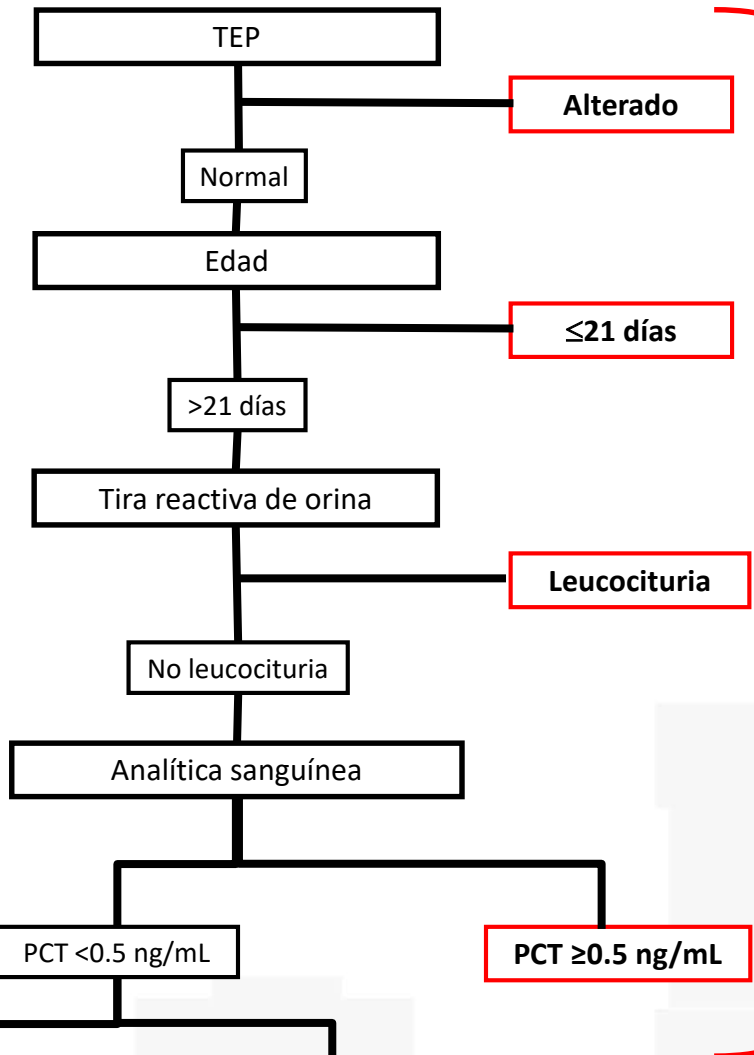 TEP
Alterado
Normal
Edad
≤21 días
>21 días
Tira reactiva de orina
Leucocituria
No leucocituria
Analítica sanguínea
PCT <0.5 ng/mL
PCT ≥0.5 ng/mL